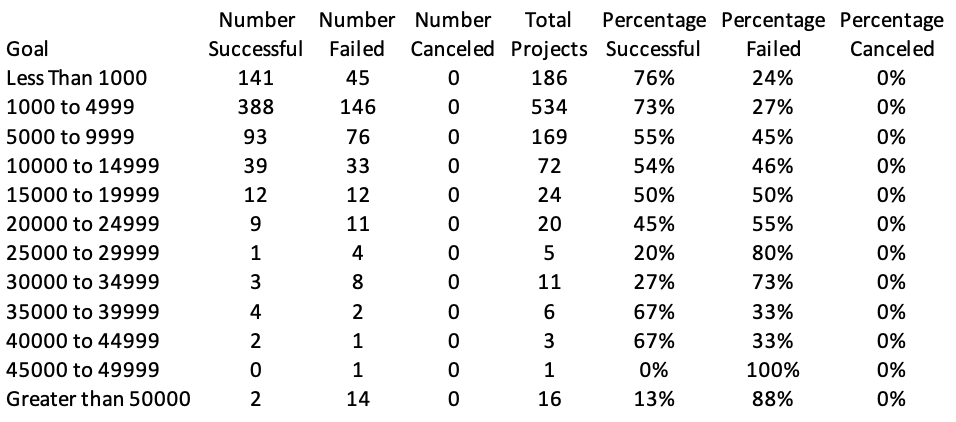 Number Number Number Total Percentage Percentage Percentage
Goal Successful Failed Canceled Projects Successful Failed Canceled
Less Than 1000 141 45 0 186 76% 24% 0%
1000 to 4999 388 146 0 534 73% 27% 0%
5000 to 9999 93 76 0 169 55% 45% 0%
10000 to 14999 39 33 0 72 54% 46% 0%
15000 to 19999 12 12 0 24 50% 50% 0%
20000 to 24999 9 11 0 20 45% 55% 0%
25000 to 29999 1 4 0 5 20% 80% 0%
30000 to 34999 3 8 0 11 27% 73% 0%
35000 to 39999 4 2 0 6 67% 33% 0%
40000 to 44999 2 1 0 3 67% 33% 0%
45000 to 49999 0 1 0 1 0% 100% 0%
Greater than 50000 2 14 0 16 13% 88% 0%